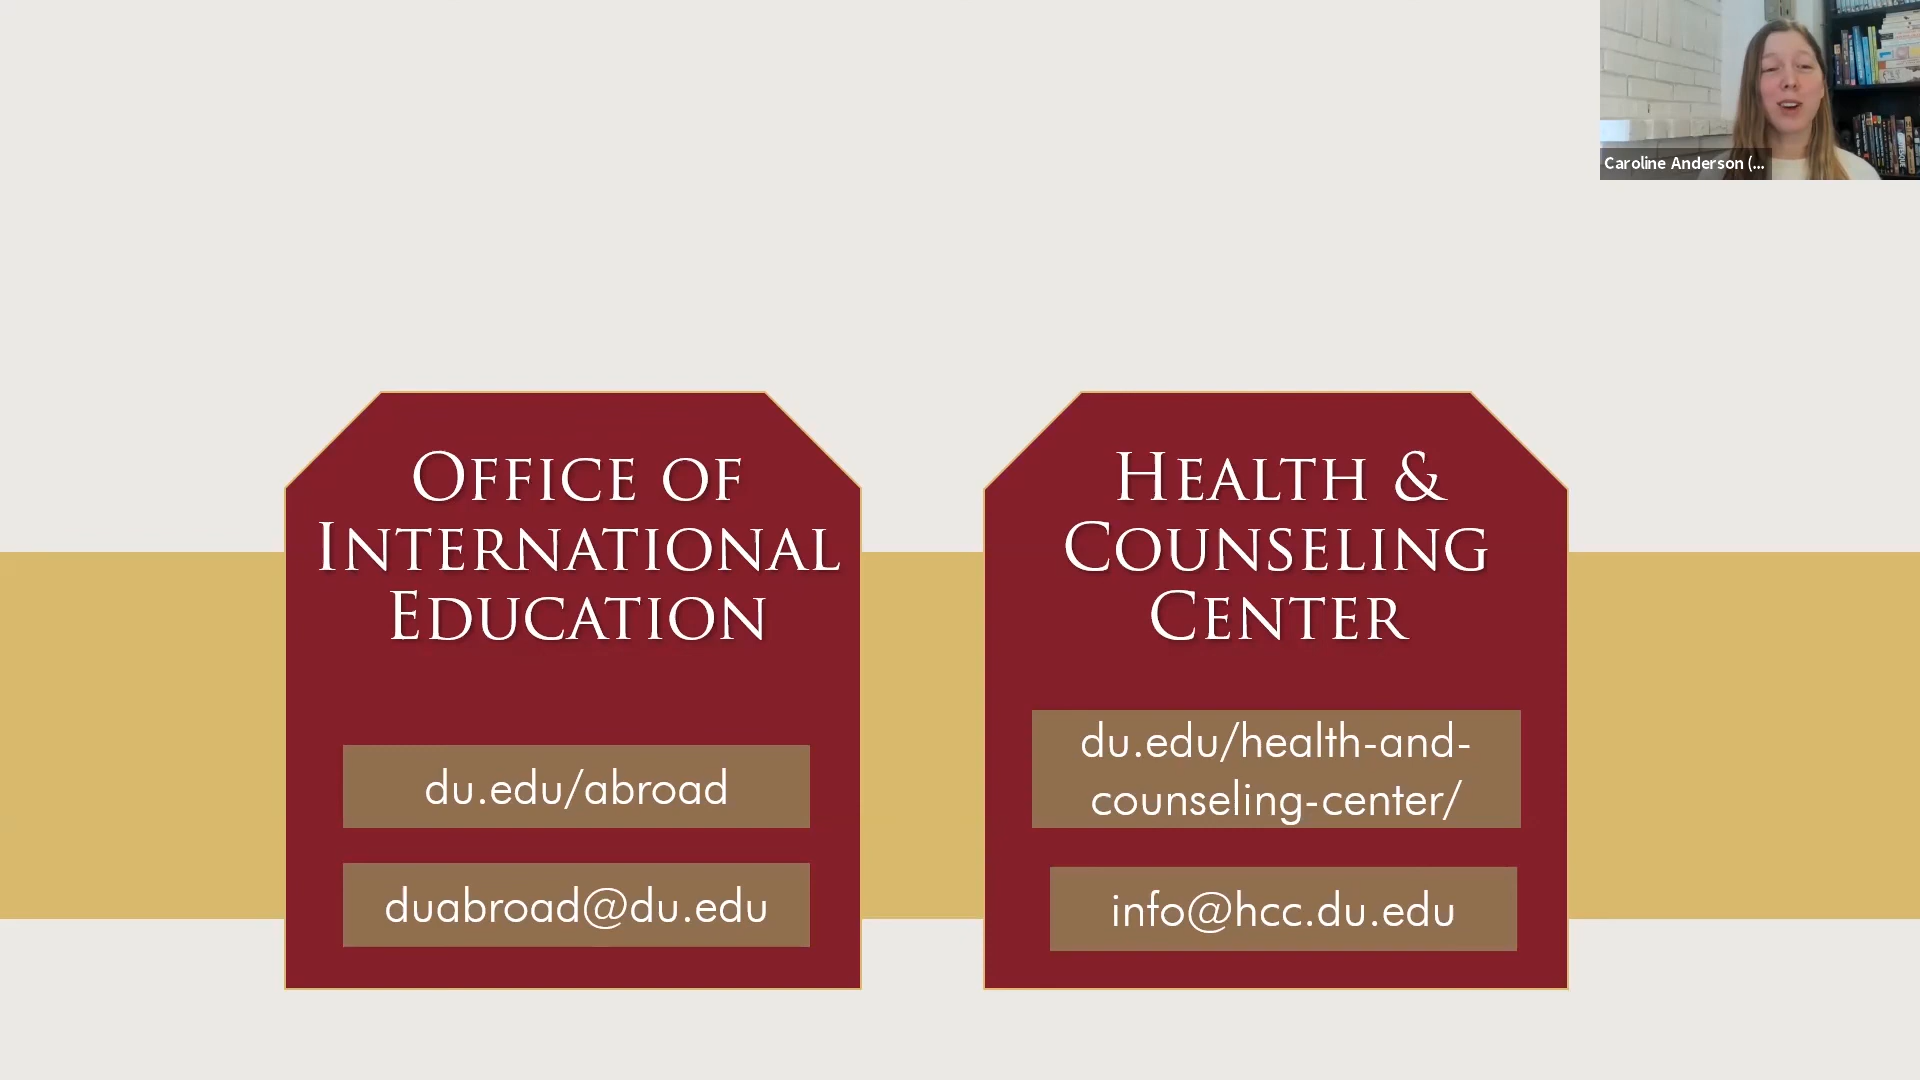 Caroline Anderson (...
OFFICE OF
INTERNATIONAL
EDUCATION
du.edu/abroad
duabroad@du.edu
HEALTH &
COUNSELING
CENTER
du.edu/health-and-
counseling-center/
info@hcc.du.edu